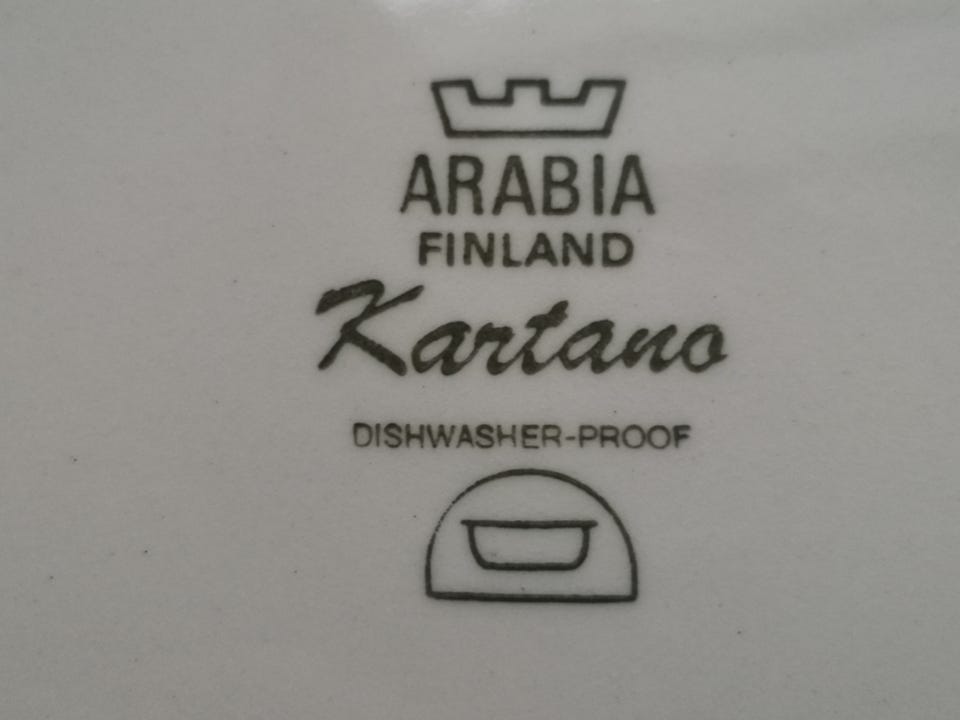 ARABIA
FINLAND
Kartano
DISHWASHER-PROOF